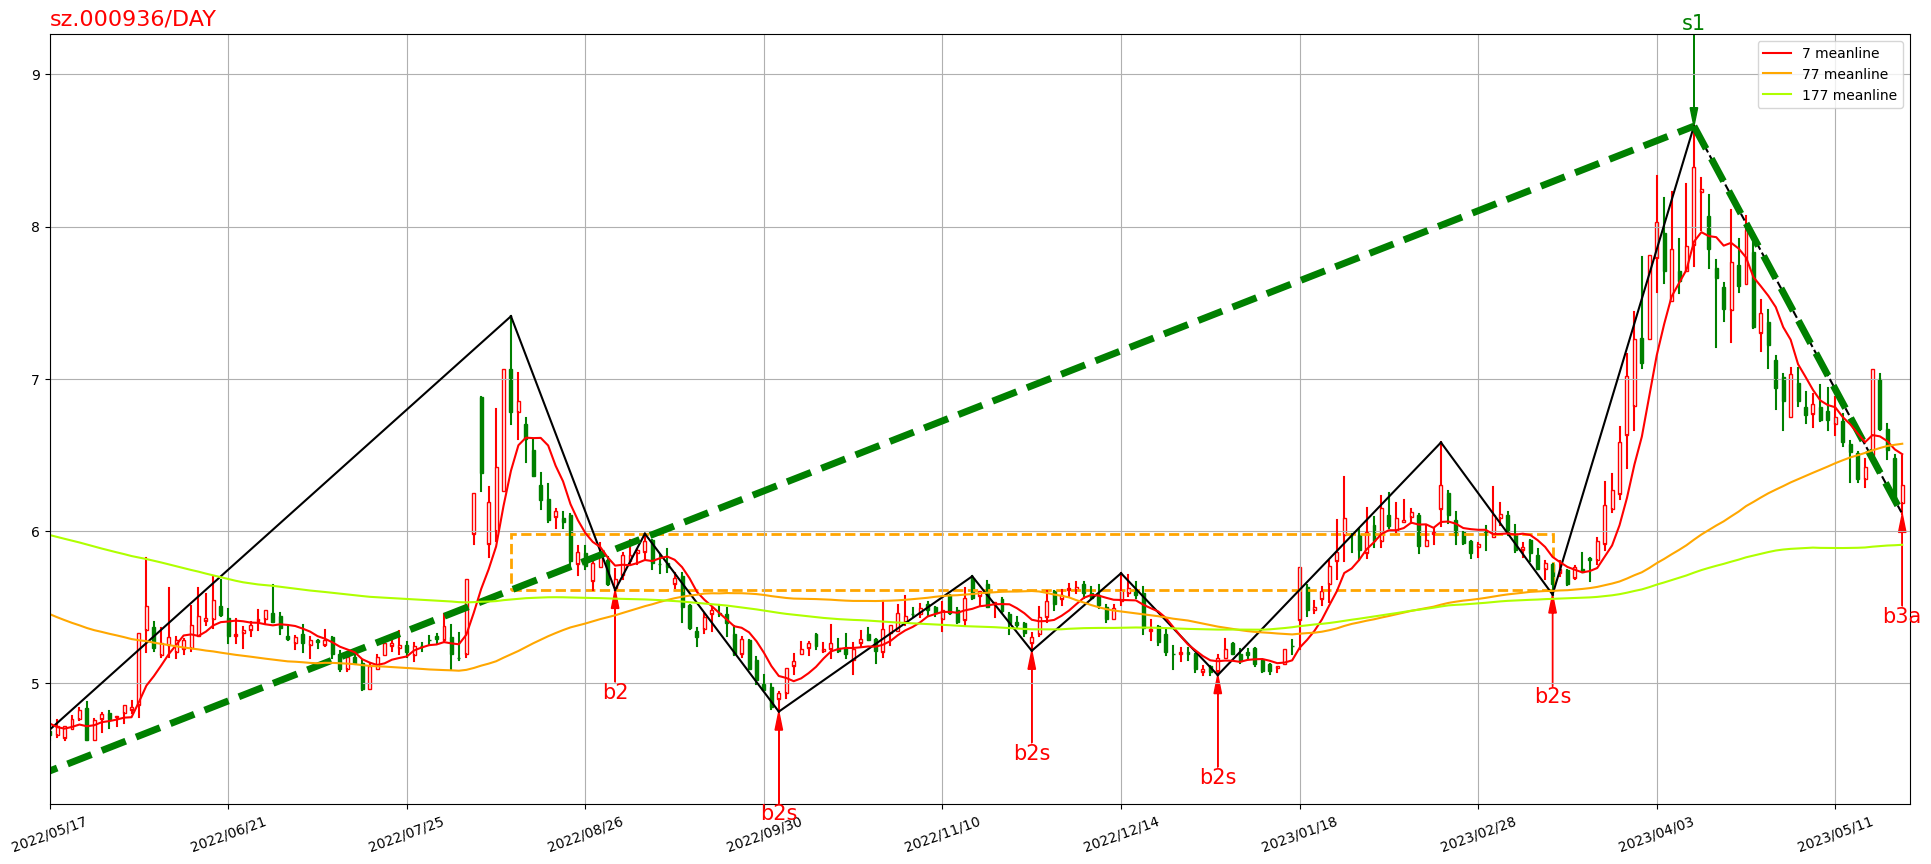 sz.000936/DAY
s1
7 meanline
77 meanline
177 meanline
9
8
7
6
5
b2
b2s
b2s
b2s
b2s
b3a
2022/05/17
2022/06/21
2022/07/25
2022/08/26
2022/09/30
2022/11/10
2022/12/14
2023/01/18
2023/02/28
2023/04/03
2023/05/11